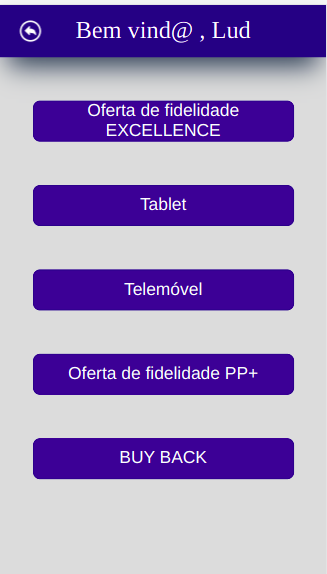 Bem vind@ , Lud
Oferta de fidelidade
EXCELLENCE
Tablet
Telemóvel
Oferta de fidelidade PP+
BUY BACK